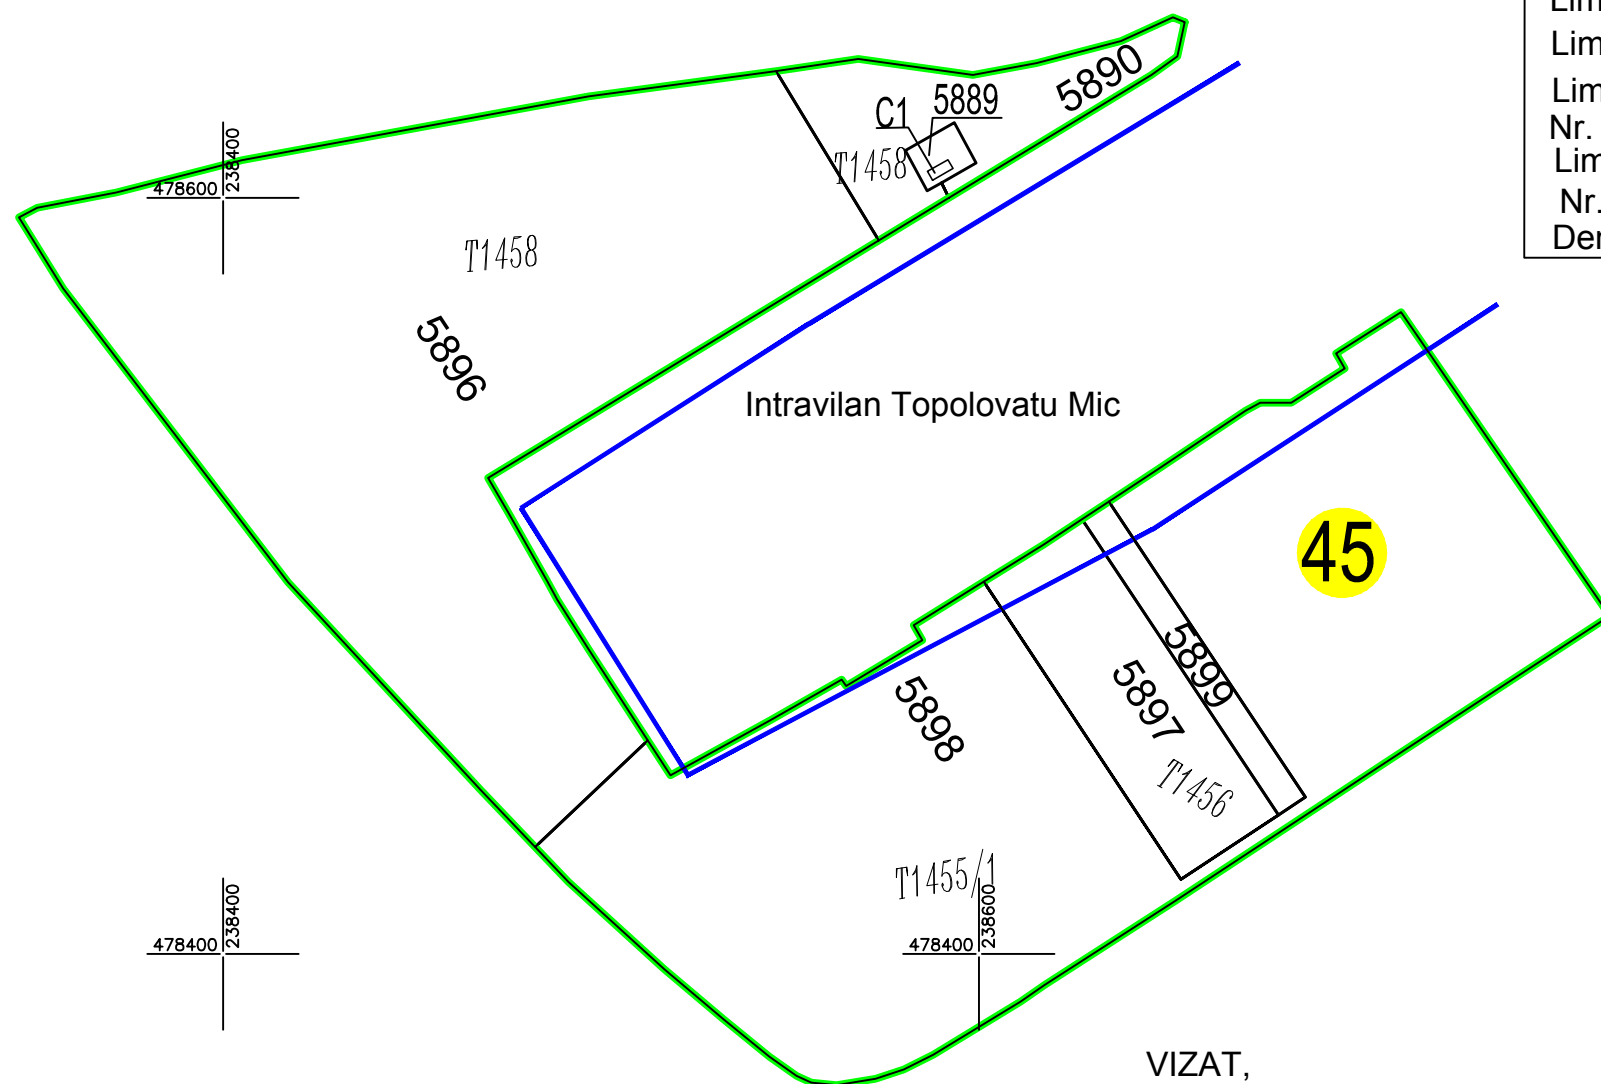 Lim
Lim
Lim
Nr.
Lim
Nr.
Der
5890
5889
C1
T1458
238400
478600
T1458
5896
Intravilan Topolovatu Mic
45
5899
5897
5898
T1456
T1455/1
238400
478400
238600
478400
VIZAT,